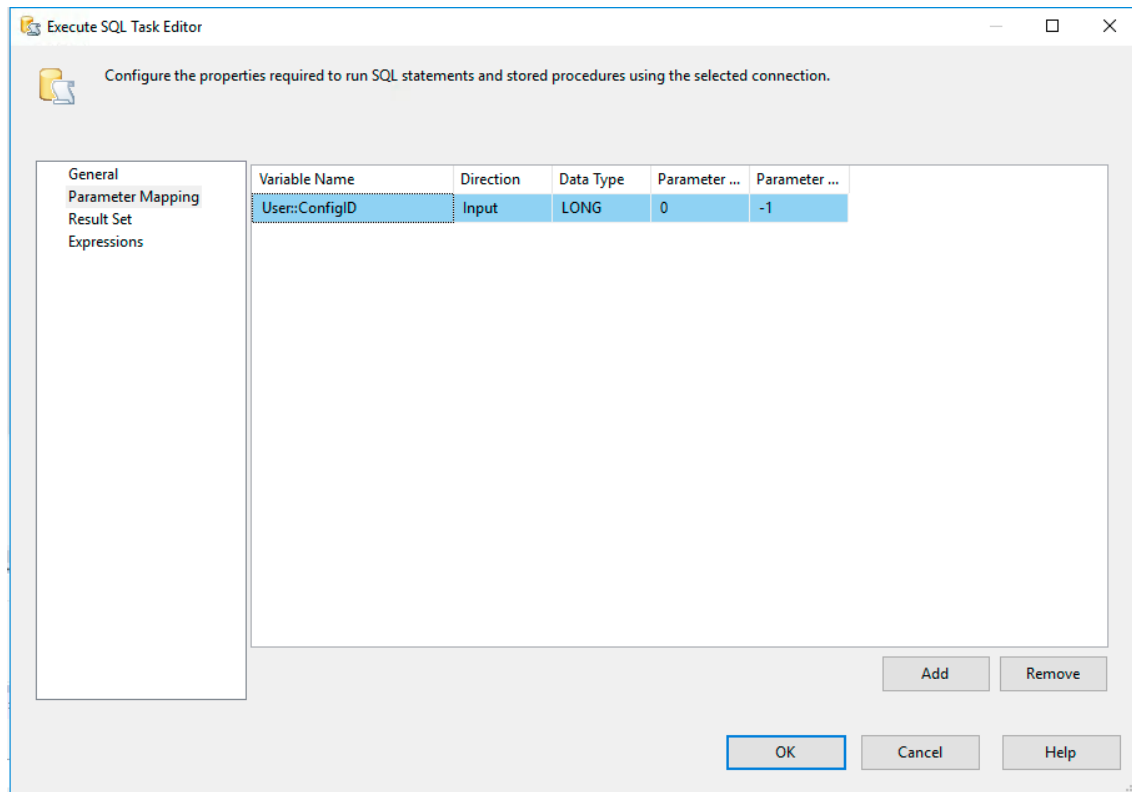 Execute SQL Task Editor
Configure the properties required to run SQL statements and stored procedures using the selected connection.
General
Parameter Mapping
Result Set
Expressions
Variable Name Direction Data Type Parameter ... Parameter ...
User::ConfigID Input LONG 0 -1
Add Remove
OK Cancel Help